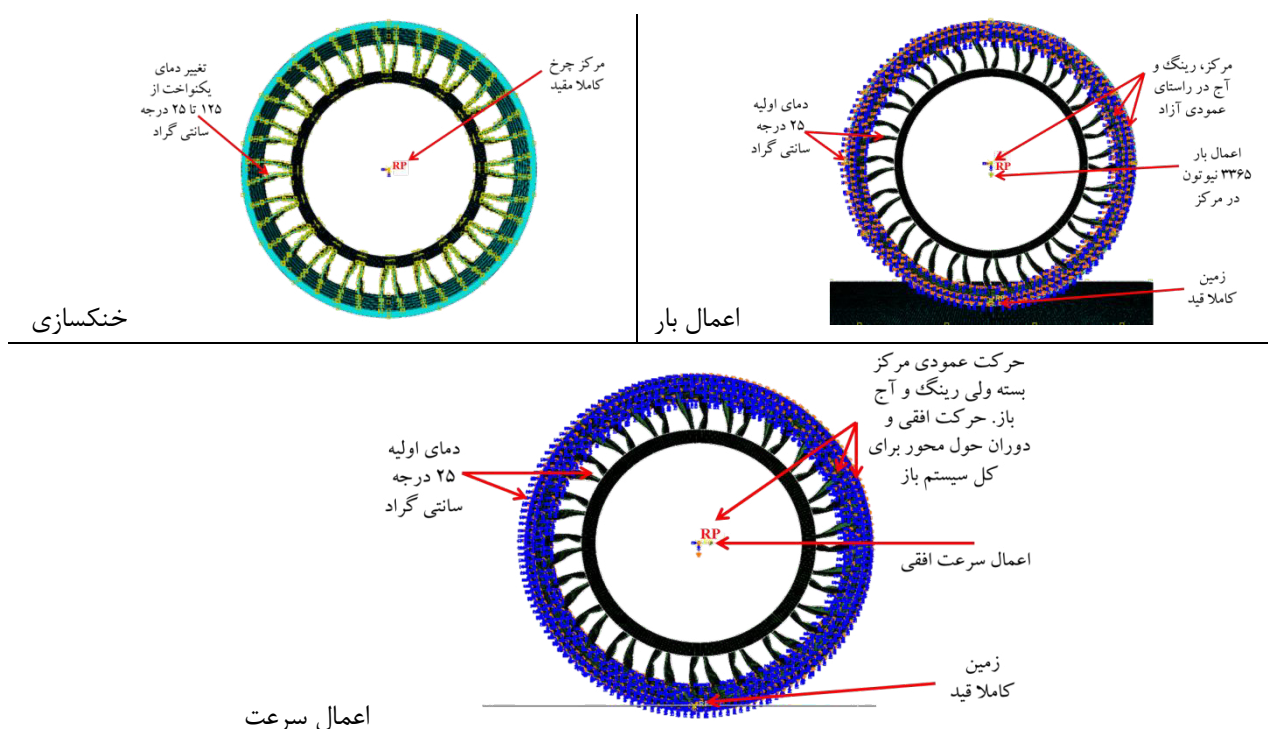 تغییر دمای
یکنواخت از
۱۲۵ تا ۲۵ درجه
سانتی گراد
مرکز چرخ
کاملا مقید
RP
خنکسازی
مرکز، رینگ و
آج در راستای
عمودی آزاد
دمای اولیه
۲۵ درجه
سانتی گراد
اعمال بار
۳۳۶۵ نیوتون
در مرکز
RP
زمین
کاملا قید
RP
اعمال بار
حرکت عمودی مرکز
بسته ولی رینگ و آج
باز. حرکت افقی و
دوران حول محور برای
کل سیستم باز
دمای اولیه
۲۵ درجه
سانتی گراد
RP
اعمال سرعت افقی
زمین
کاملا قید
اعمال سرعت